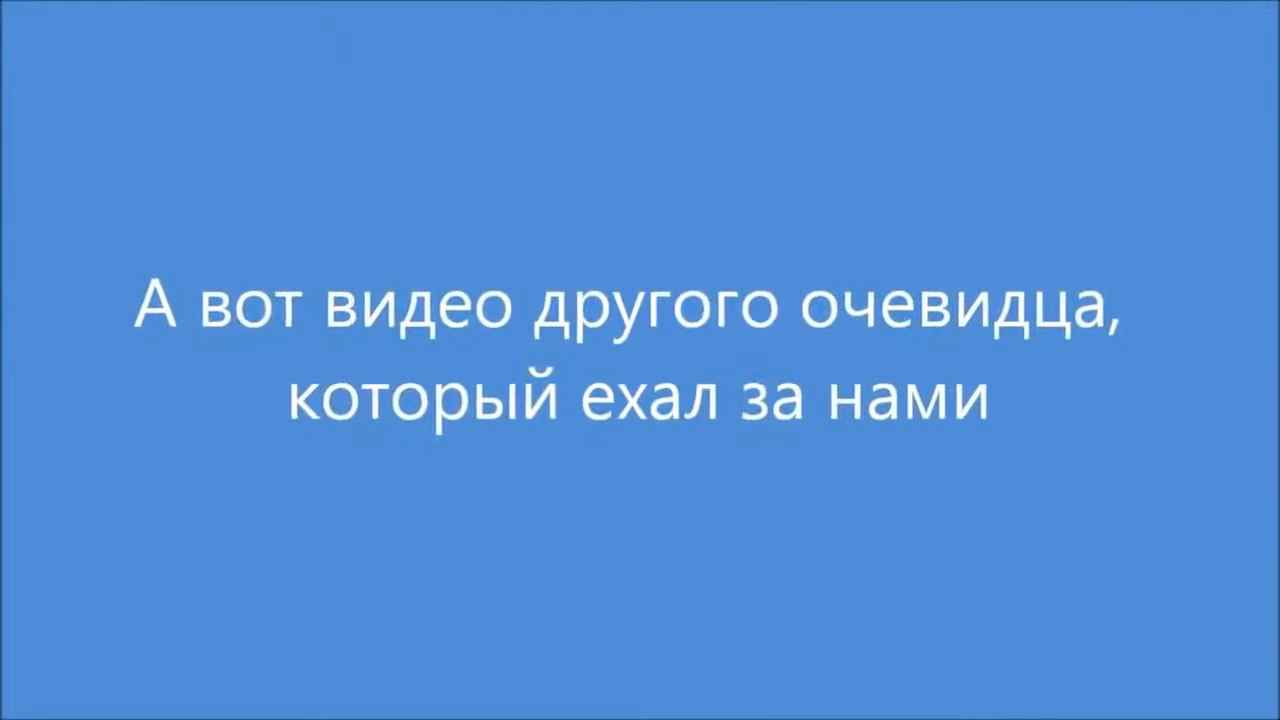 А вот видео другого очевидца,
который ехал за нами